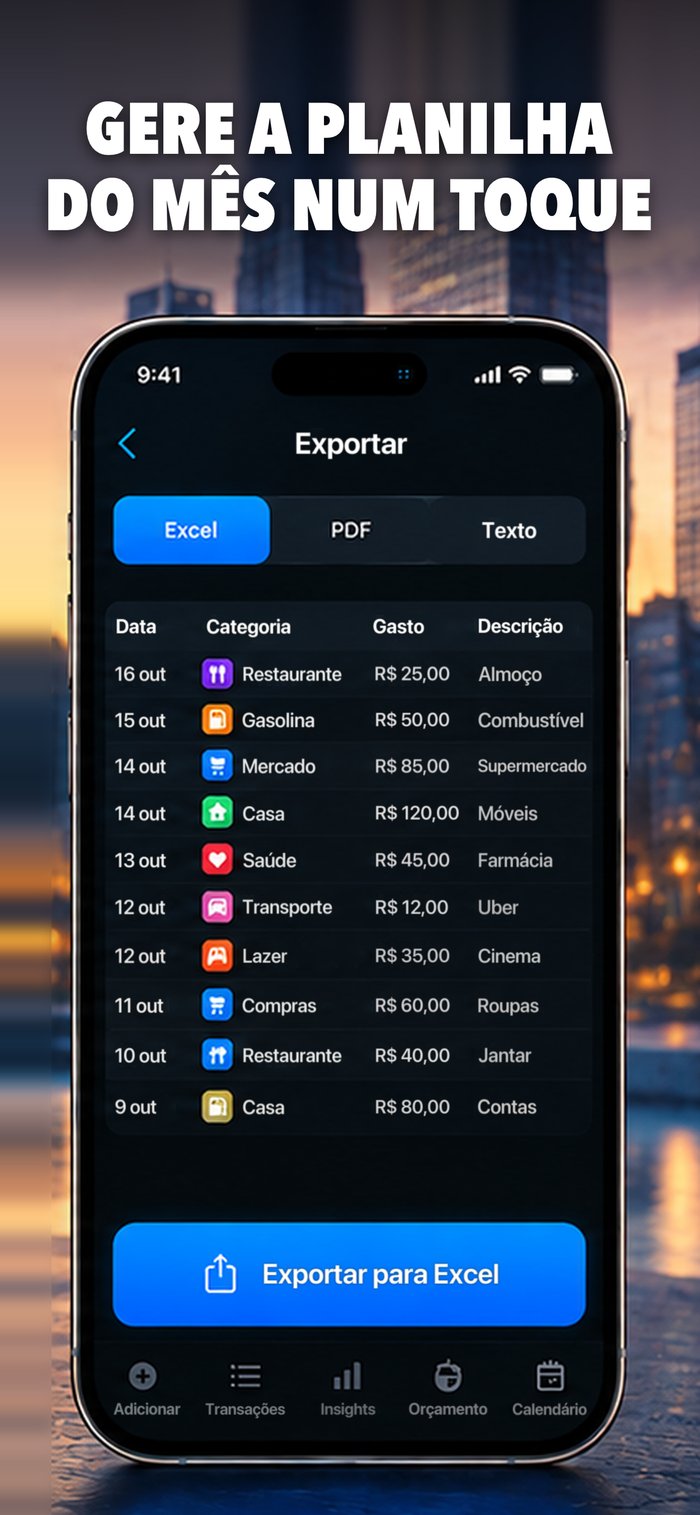 GERE A PLANILHA
DO MÊS NUM TOQUE
9:41
Exportar
Excel PDF Texto
Data Categoria Gasto Descrição
16 out Restaurante R$ 25,00 Almoço
15 out Gasolina R$ 50,00 Combustível
14 out Mercado R$ 85,00 Supermercado
14 out Casa R$ 120,00 Móveis
13 out Saúde R$ 45,00 Farmácia
12 out Transporte R$ 12,00 Uber
12 out Lazer R$ 35,00 Cinema
11 out Compras R$ 60,00 Roupas
10 out Restaurante R$ 40,00 Jantar
9 out Casa R$ 80,00 Contas
Exportar para Excel
Adicionar Transações Insights Orçamento Calendário